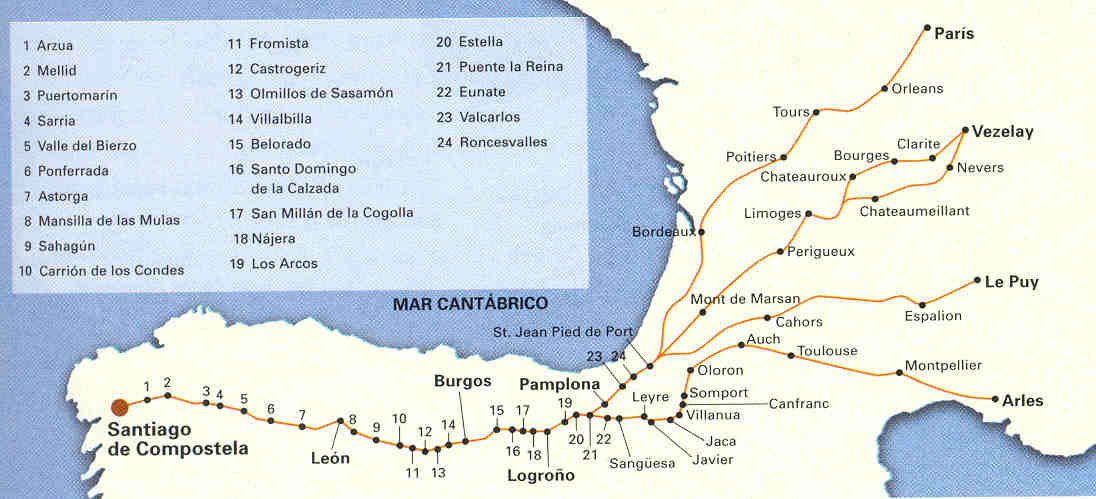 1 Arzua
2 Mellid
3 Puertomarín
4 Sarria
5 Valle del Bierzo
6 Ponferrada
7 Astorga
8 Mansilla de las Mulas
9 Sahagún
10 Carrión de los Condes
11 Fromista
12 Castrogeriz
13 Olmillos de Sasamón
14 Villalbilla
15 Belorado
16 Santo Domingo
de la Calzada
17 San Millán de la Cogolla
18 Nájera
19 Los Arcos
20 Estella
21 Puente la Reina
22 Eunate
23 Valcarlos
24 Roncesvalles
París
Orleans
Tours
Vezelay
Clarite
Bourges
Poitiers
Nevers
Chateauroux
Limoges
Chateaumeillant
Bordeaux
Perigueux
Le Puy
MAR CANTÁBRICO
Mont de Marsan
Espalion
Cahors
St. Jean Pied de Port
Auch
Toulouse
23
24
Montpellier
Oloron
Burgos
Pamplona
1
2
3
4
5
6
7
Somport
Leyre
Canfranc
Arles
19
Villanua
Santiago
de Compostela
8
9
10
12
14
15
17
20
21
22
Jaca
León
11
13
16
18
Logroño
Sangüesa
Javier